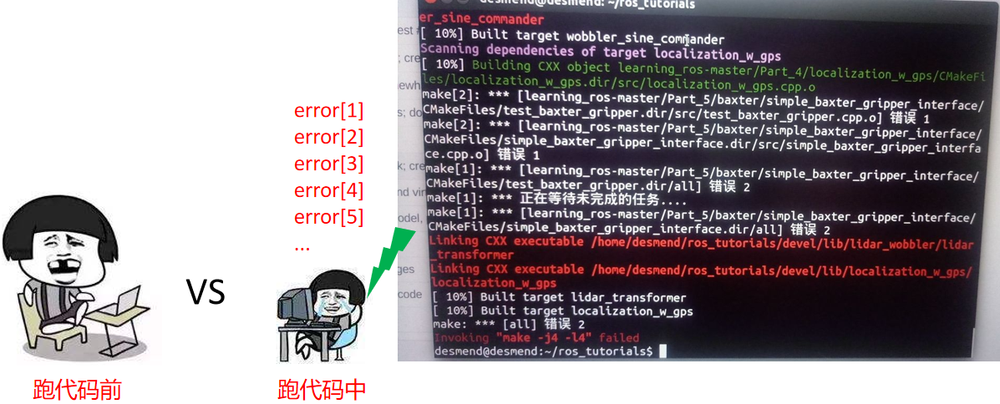 error[1]
error[2]
error[3]
error[4]
error[5]
...
VS
跑代码前
跑代码中
desmend@desmend: ~/ros_tutorials
er_sine_commander
[ 10%] Built target wobbler_sine_commander
Scanning dependencies of target localization_w_gps
[ 10%] Building CXX object learning_ros-master/Part_4/localization_w_gps/CMakeFi
les/localization_w_gps.dir/src/localization_w_gps.cpp.o
make[2]: *** [learning_ros-master/Part_5/baxter/simple_baxter_gripper_interface/
CMakeFiles/test_baxter_gripper.dir/src/test_baxter_gripper.cpp.o] 错误 1
make[2]: *** [learning_ros-master/Part_5/baxter/simple_baxter_gripper_interface/
CMakeFiles/simple_baxter_gripper_interface.dir/src/simple_baxter_gripper_interfa
ce.cpp.o] 错误 1
make[1]: *** [learning_ros-master/Part_5/baxter/simple_baxter_gripper_interface/
CMakeFiles/test_baxter_gripper.dir/all] 错误 2
make[1]: *** 正在等待未完成的任务....
make[1]: *** [learning_ros-master/Part_5/baxter/simple_baxter_gripper_interface/
CMakeFiles/simple_baxter_gripper_interface.dir/all] 错误 2
Linking CXX executable /home/desmend/ros_tutorials/devel/lib/lidar_wobbler/lidar
_transformer
Linking CXX executable /home/desmend/ros_tutorials/devel/lib/localization_w_gps/
localization_w_gps
[ 10%] Built target lidar_transformer
[ 10%] Built target localization_w_gps
make: *** [all] 错误 2
Invoking "make -j4 -l4" failed
desmend@desmend:~/ros_tutorials$